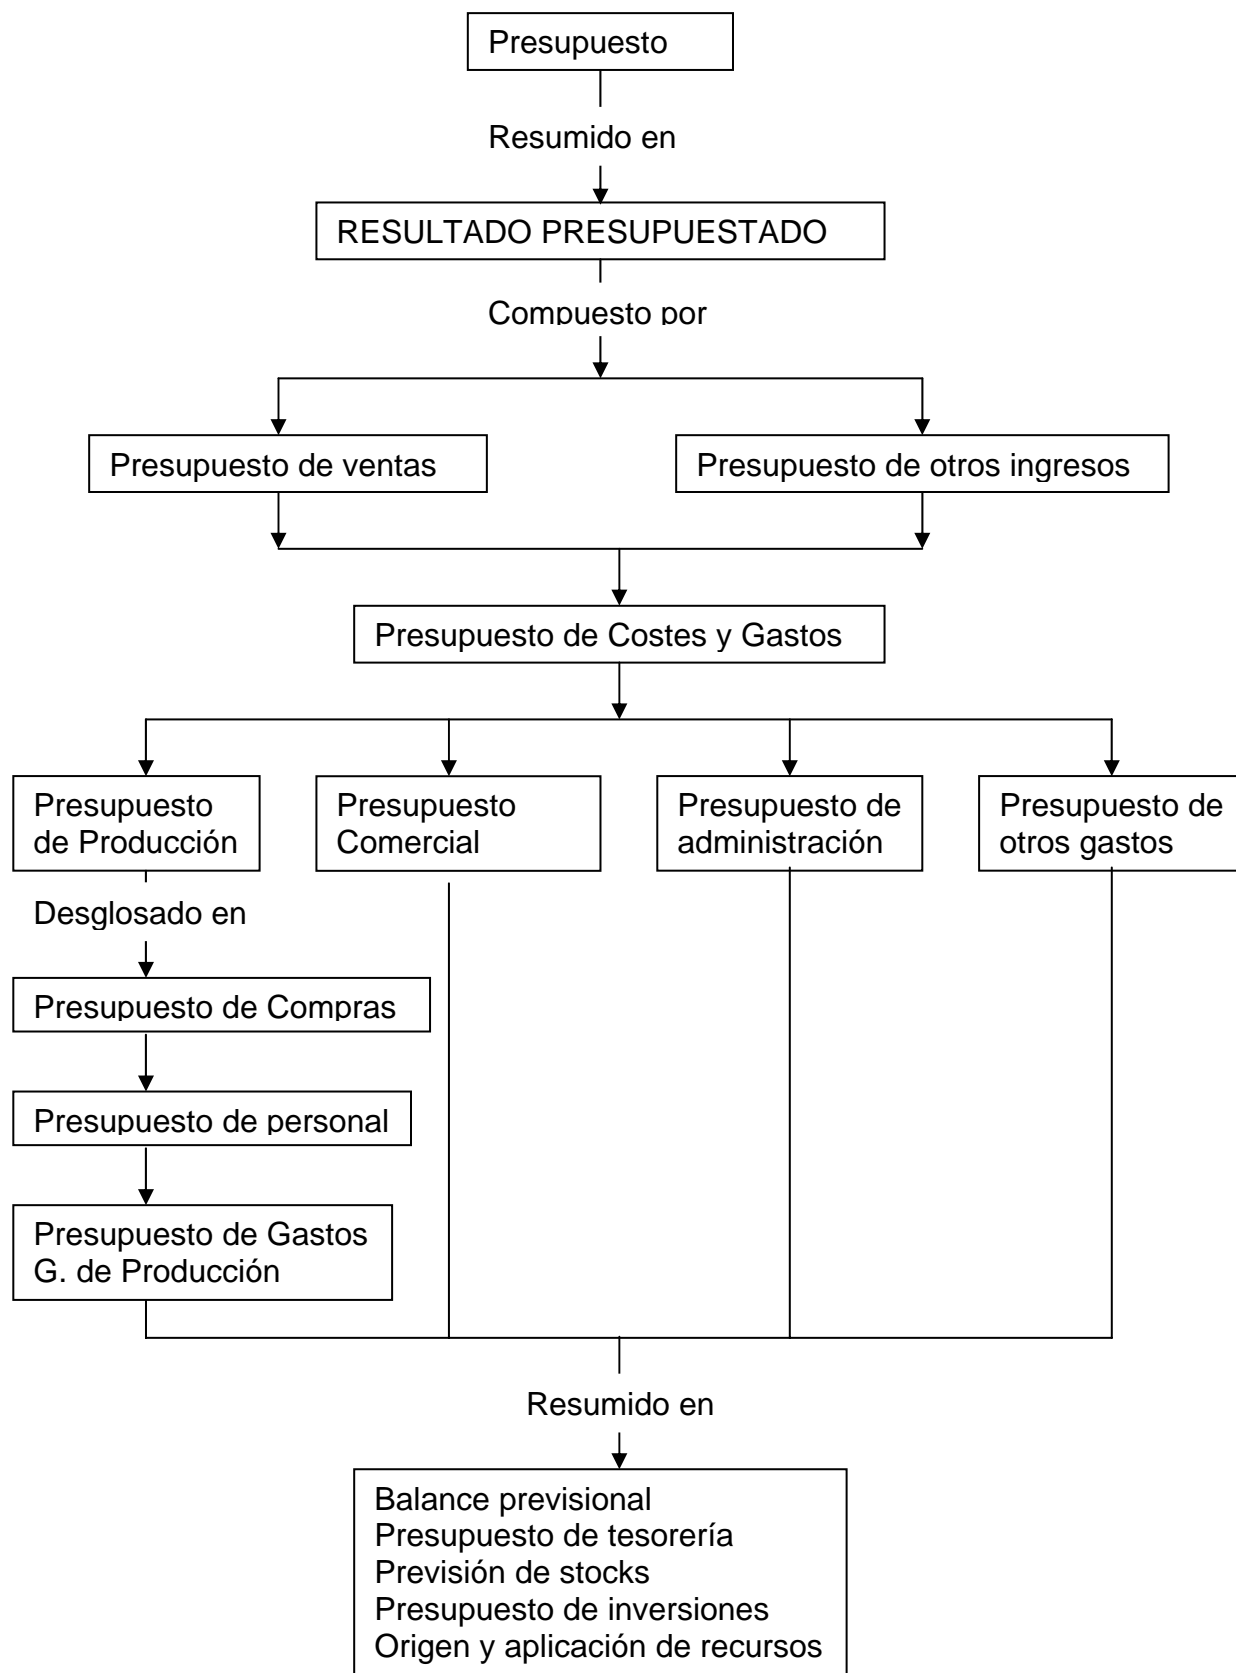 Presupuesto
Resumido en
RESULTADO PRESUPUESTADO
Compuesto por
Presupuesto de ventas
Presupuesto de otros ingresos
Presupuesto de Costes y Gastos
Presupuesto
de Producción
Presupuesto
Comercial
Presupuesto de
administración
Presupuesto de
otros gastos
Desglosado en
Presupuesto de Compras
Presupuesto de personal
Presupuesto de Gastos
G. de Producción
Resumido en
Balance previsional
Presupuesto de tesorería
Previsión de stocks
Presupuesto de inversiones
Origen y aplicación de recursos